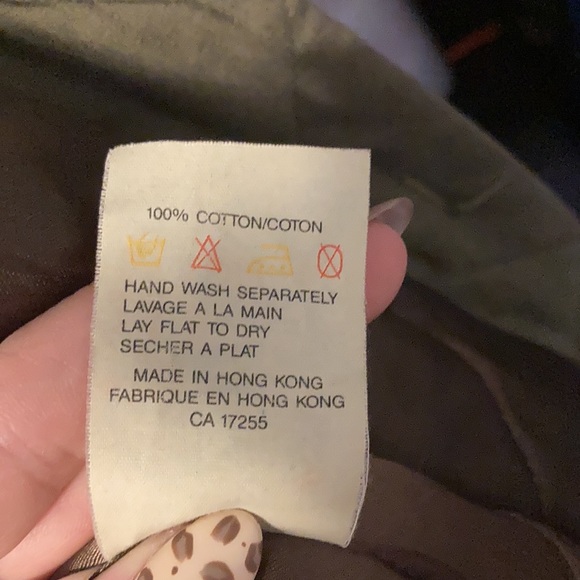 100% COTTON/COTON
HAND WASH SEPARATELY
LAVAGE A LA MAIN
LAY FLAT TO DRY
SECHER A PLAT
MADE IN HONG KONG
FABRIQUE EN HONG KONG
CA 17255